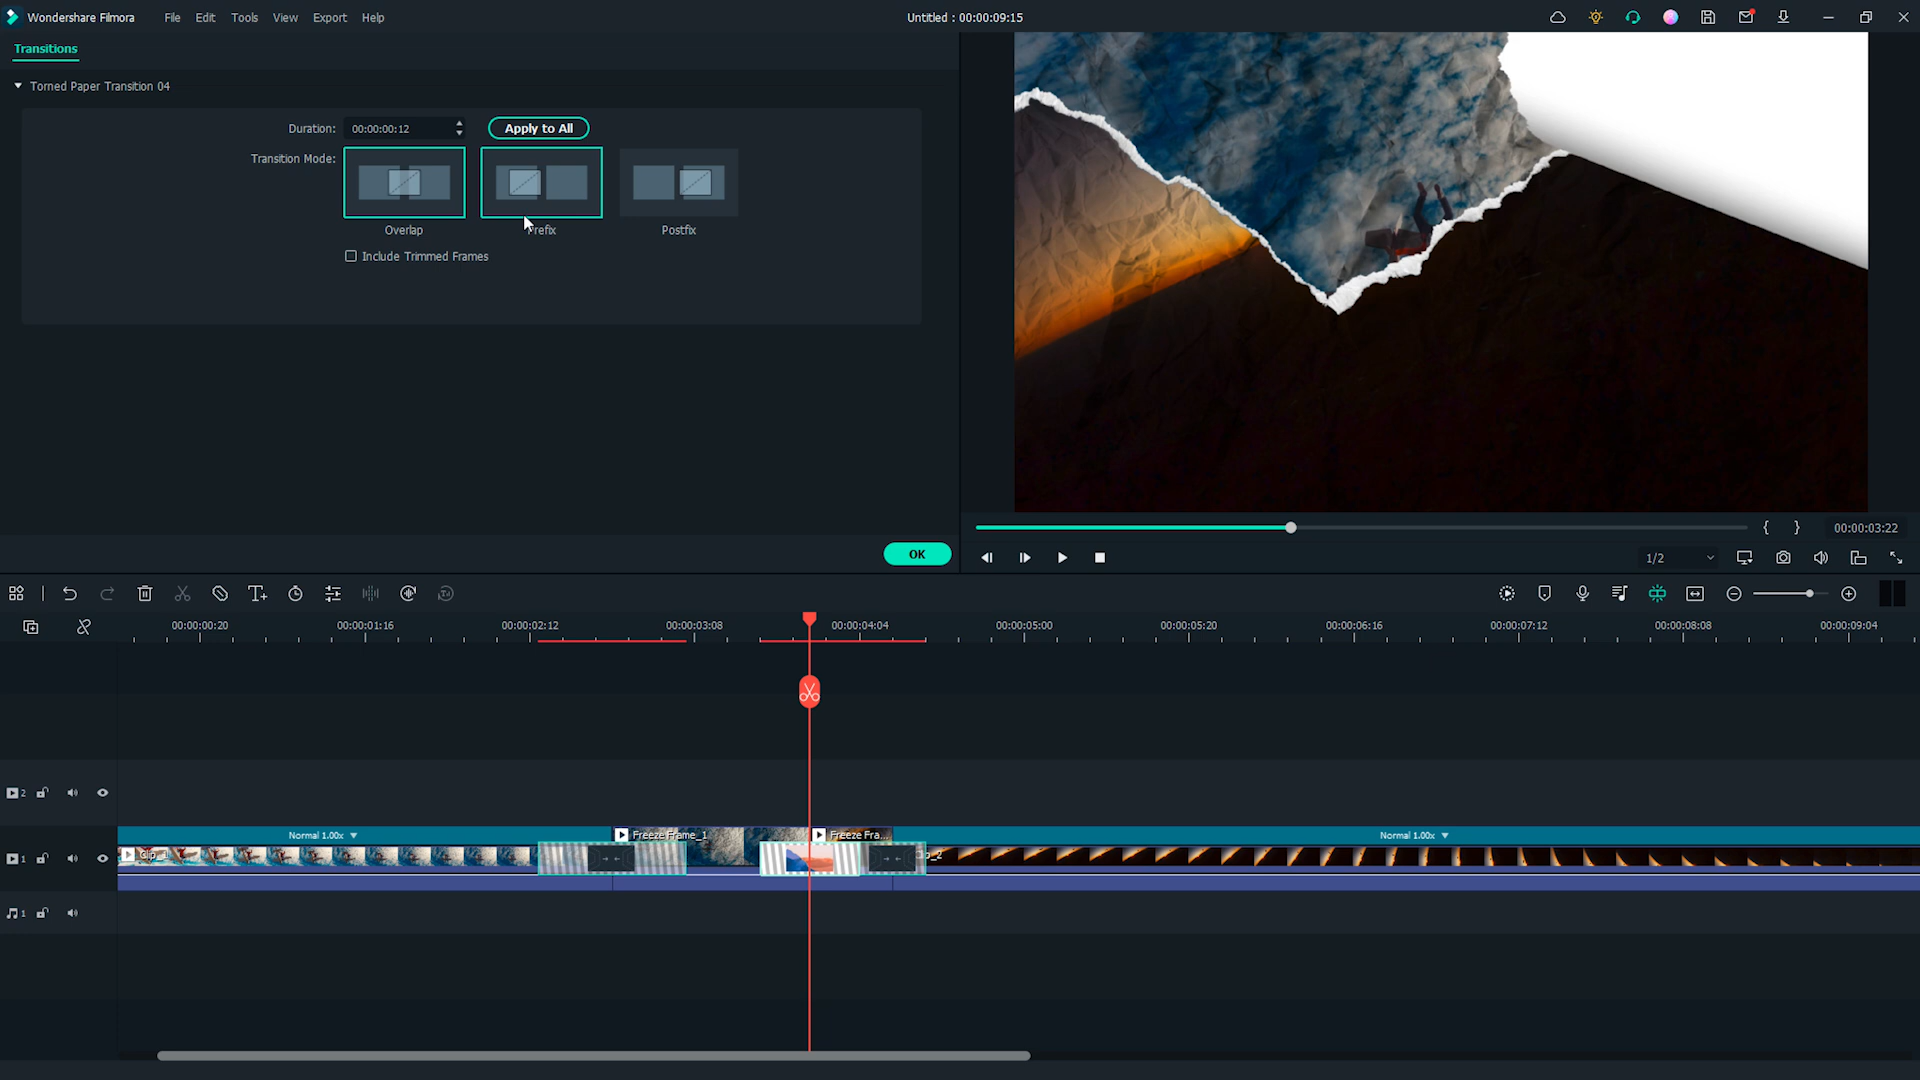 Wondershare Filmora
File
Edit
Tools
View
Export
Help
Untitled : 00:00:09:15
Transitions
Torned Paper Transition 04
Duration:
00:00:00:12
Apply to All
Transition Mode:
Overlap
Prefix
Postfix
Include Trimmed Frames
OK
00:00:03:22
1/2
00:00:00:20
00:00:01:16
00:00:02:12
00:00:03:08
00:00:04:04
00:00:05:00
00:00:05:20
00:00:06:16
00:00:07:12
00:00:08:08
00:00:09:04
2
Normal 1.00x
Freeze Frame_1
Freeze Fra...
Normal 1.00x
1
1